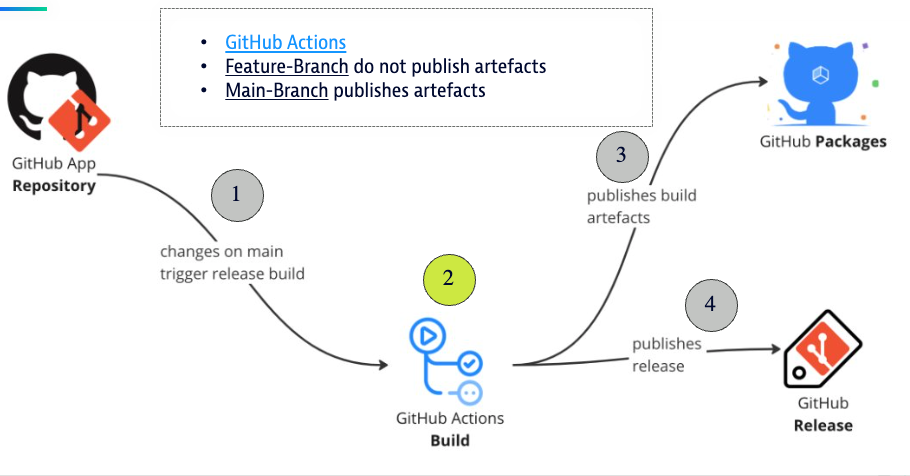 • GitHub Actions
• Feature-Branch do not publish artefacts
• Main-Branch publishes artefacts
GitHub App
Repository
1
changes on main
trigger release build
2
GitHub Actions
Build
3
publishes build
artefacts
GitHub Packages
4
publishes
release
GitHub
Release